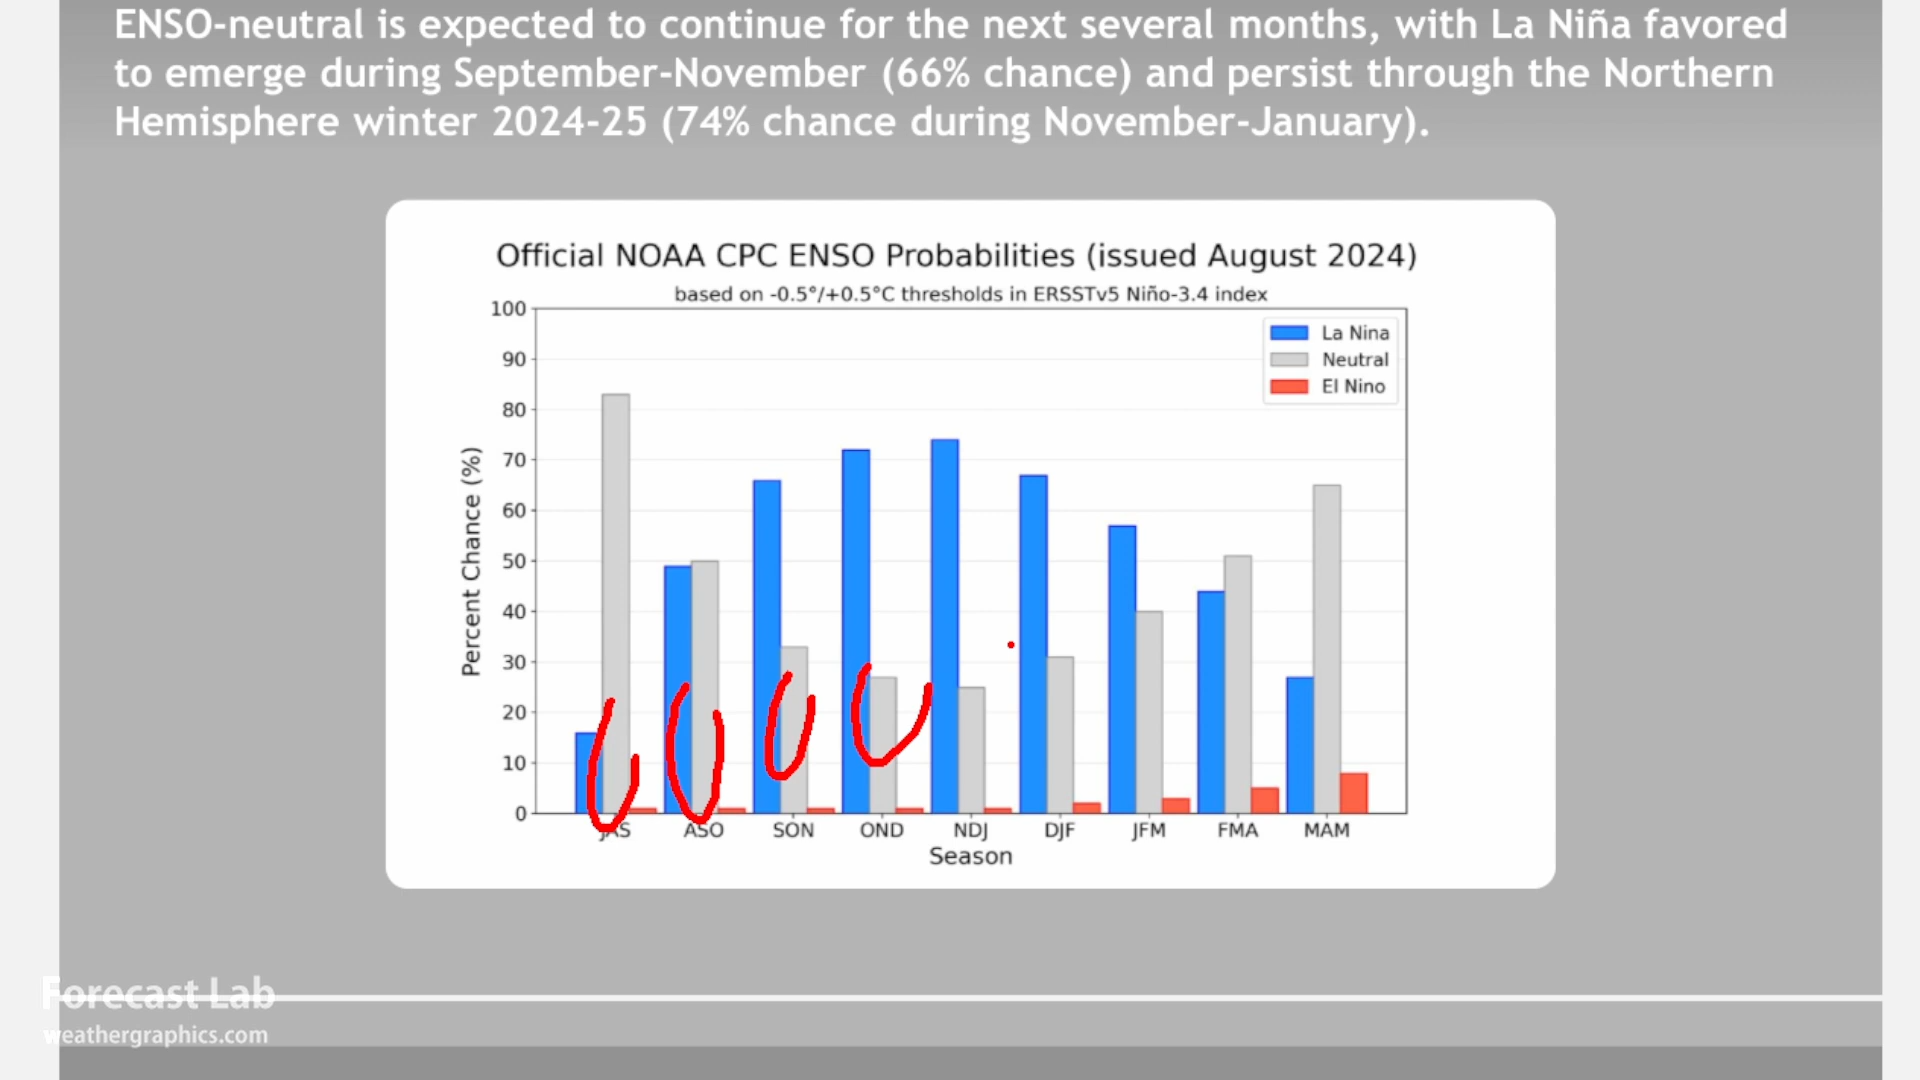 ENSO-neutral is expected to continue for the next several months, with La Niña favored
to emerge during September-November (66% chance) and persist through the Northern
Hemisphere winter 2024-25 (74% chance during November-January).
Official NOAA CPC ENSO Probabilities (issued August 2024)
based on -0.5°/+0.5°C thresholds in ERSSTv5 Niño-3.4 index
La Nina
Neutral
El Nino
Percent Chance (%)
100
90
80
70
60
50
40
30
20
10
0
JAS ASO SON OND NDJ DJF JFM FMA MAM
Season
Forecast Lab
weathergraphics.com